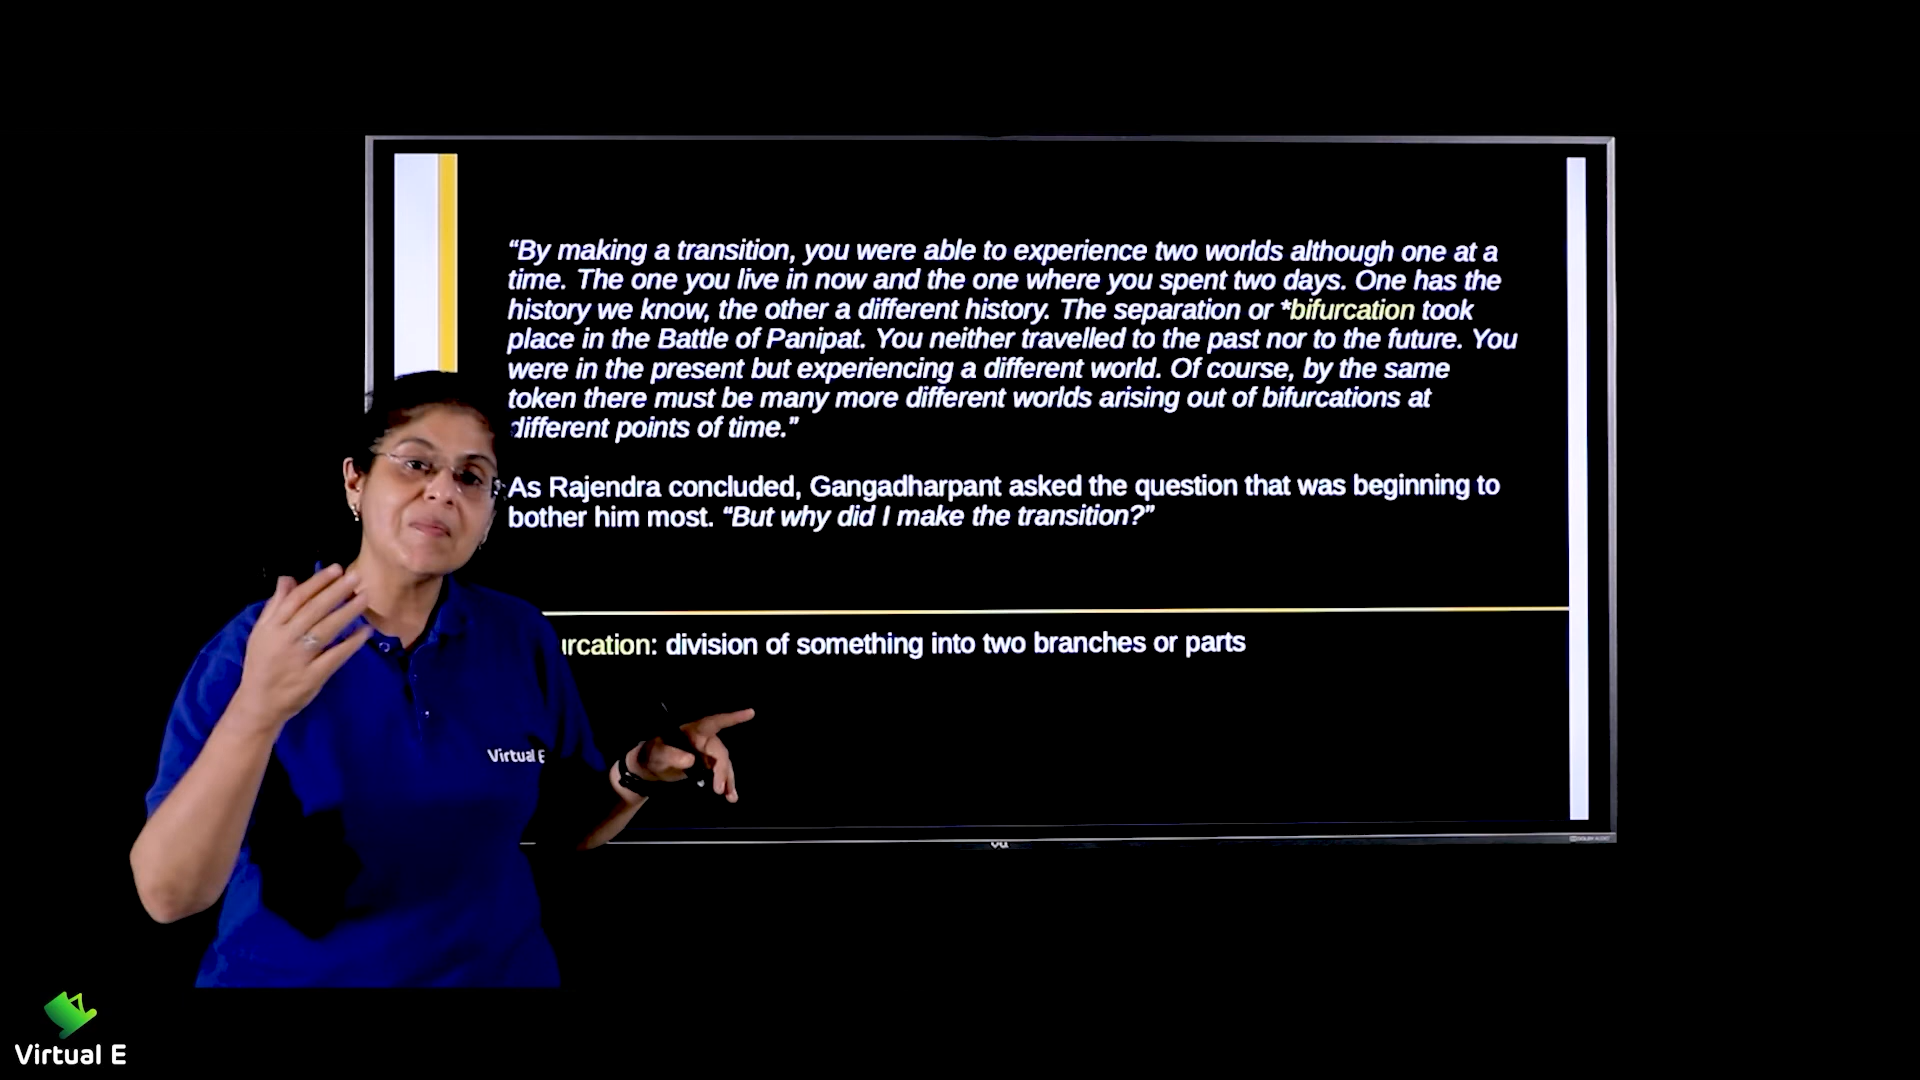 “By making a transition, you were able to experience two worlds although one at a
time. The one you live in now and the one where you spent two days. One has the
history we know, the other a different history. The separation or *bifurcation took
place in the Battle of Panipat. You neither travelled to the past nor to the future. You
were in the present but experiencing a different world. Of course, by the same
token there must be many more different worlds arising out of bifurcations at
different points of time.”
As Rajendra concluded, Gangadharpant asked the question that was beginning to
bother him most. “But why did I make the transition?”
urcation: division of something into two branches or parts
Virtual E
Virtual E